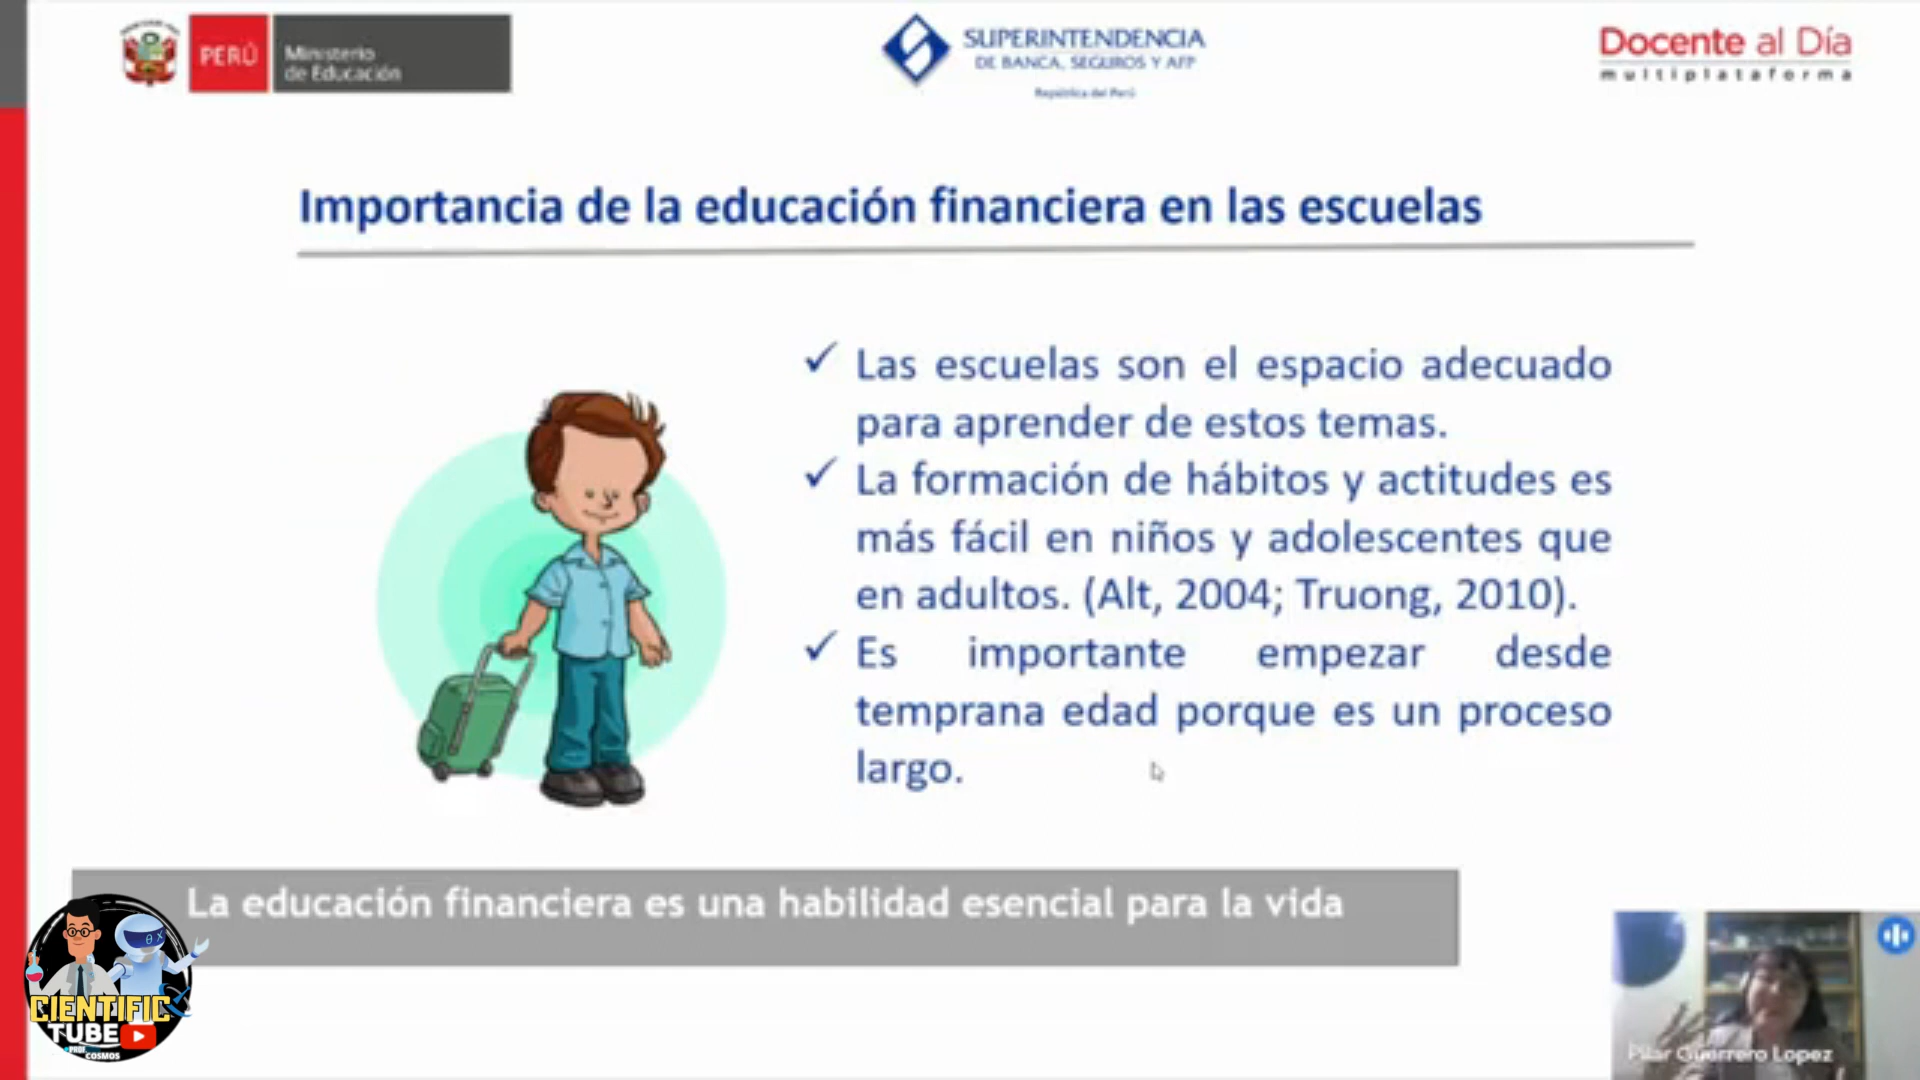 PERÚ
Ministerio
de Educación
SUPERINTENDENCIA
DE BANCA, SEGUROS Y AFP
República del Perú
Docente al Día
multiplataforma
Importancia de la educación financiera en las escuelas
Las escuelas son el espacio adecuado
para aprender de estos temas.
La formación de hábitos y actitudes es
más fácil en niños y adolescentes que
en adultos. (Alt, 2004; Truong, 2010).
Es importante empezar desde
temprana edad porque es un proceso
largo.
La educación financiera es una habilidad esencial para la vida
CIENTIFIC
TUBE
COSMOS
Pilar Guerrero Lopez